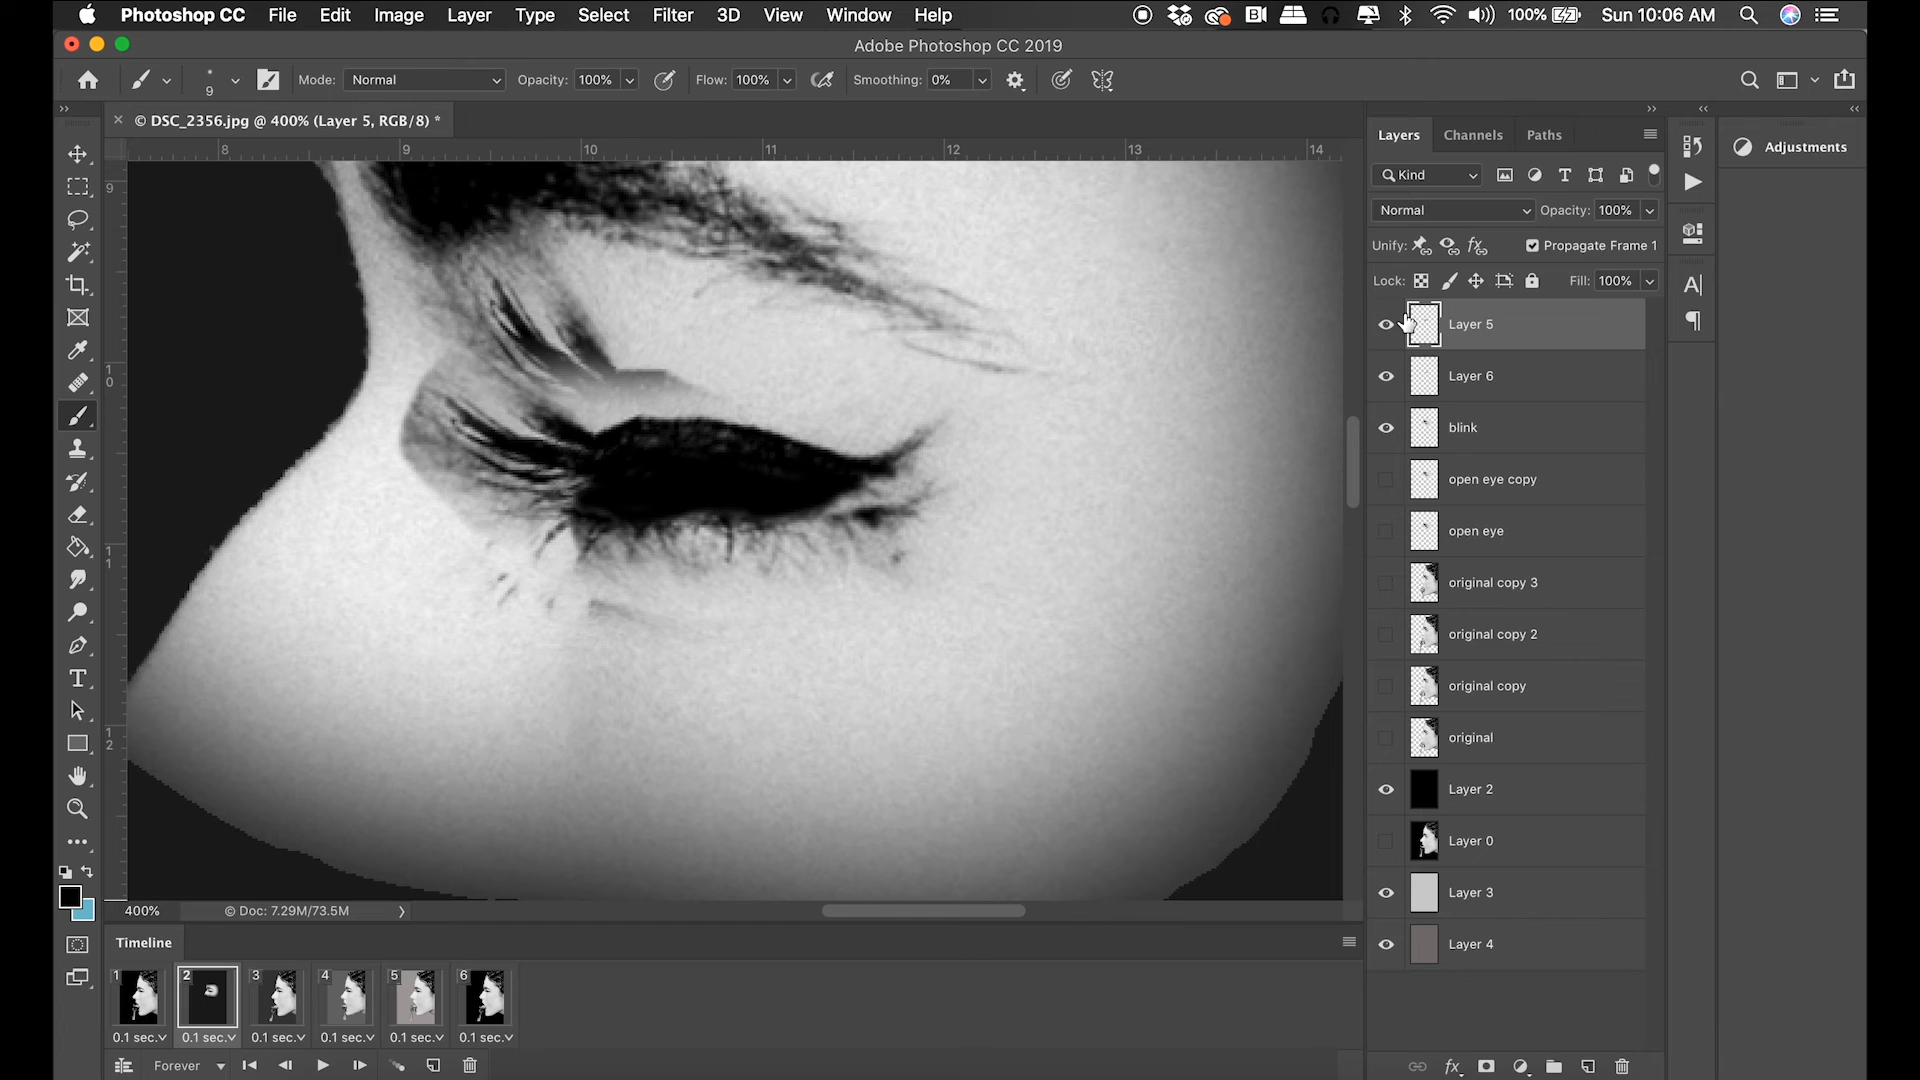 Photoshop CC File Edit Image Layer Type Select Filter 3D View Window Help 100% Sun 10:06 AM
Adobe Photoshop CC 2019
9 Mode: Normal Opacity: 100% Flow: 100% Smoothing: 0%
© DSC_2356.jpg @ 400% (Layer 5, RGB/8) *
8 9 10 11 12 13 14
9
10
11
12
Layers Channels Paths
Adjustments
Kind
Normal Opacity: 100%
Unify: Propagate Frame 1
Lock: Fill: 100%
Layer 5
Layer 6
blink
open eye copy
open eye
original copy 3
original copy 2
original copy
original
Layer 2
Layer 0
Layer 3
Layer 4
400% © Doc: 7.29M/73.5M
Timeline
1 2 3 4 5 6
0.1 sec. 0.1 sec. 0.1 sec. 0.1 sec. 0.1 sec. 0.1 sec.
Forever